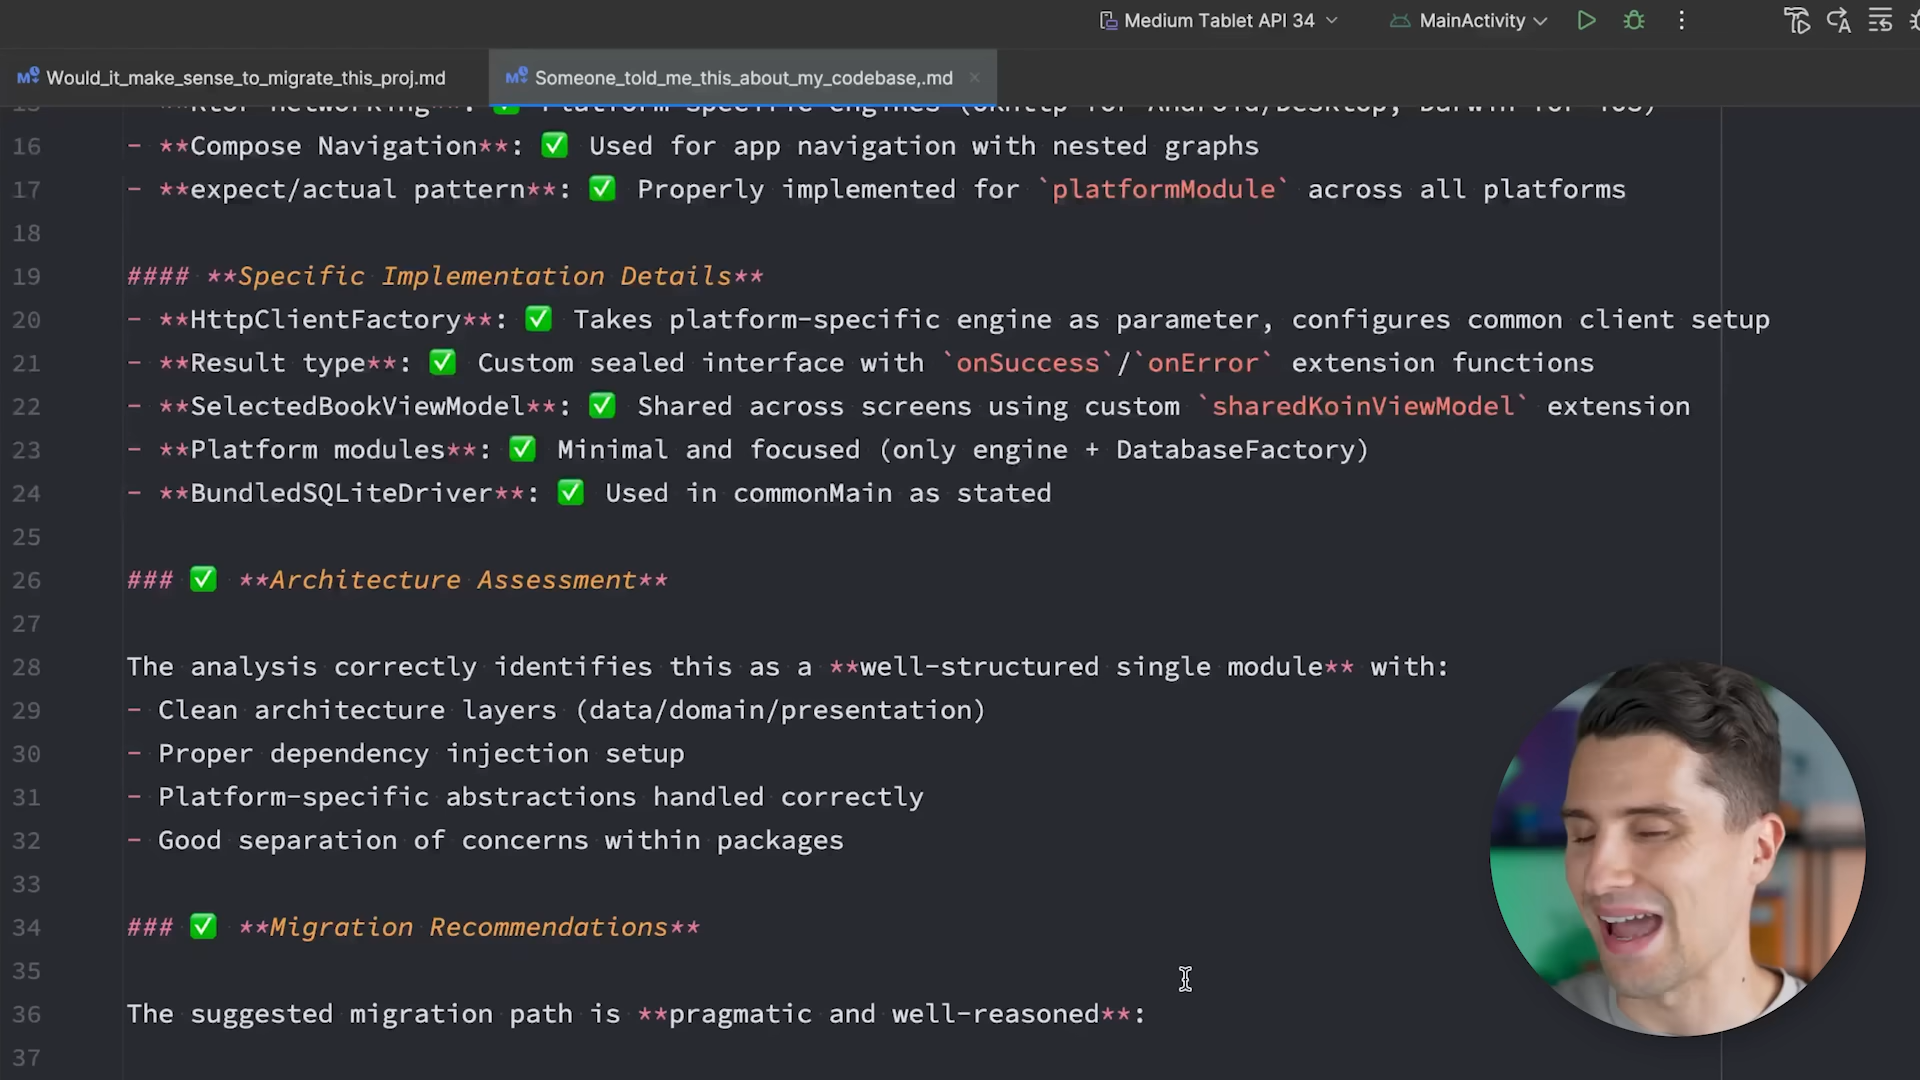 Medium Tablet API 34
MainActivity
Would_it_make_sense_to_migrate_this_proj.md
Someone_told_me_this_about_my_codebase,.md
16 - **Compose Navigation**: ✅ Used for app navigation with nested graphs
17 - **expect/actual pattern**: ✅ Properly implemented for `platformModule` across all platforms
18
19 #### **Specific Implementation Details**
20 - **HttpClientFactory**: ✅ Takes platform-specific engine as parameter, configures common client setup
21 - **Result type**: ✅ Custom sealed interface with `onSuccess`/`onError` extension functions
22 - **SelectedBookViewModel**: ✅ Shared across screens using custom `sharedKoinViewModel` extension
23 - **Platform modules**: ✅ Minimal and focused (only engine + DatabaseFactory)
24 - **BundledSQLiteDriver**: ✅ Used in commonMain as stated
25
26 ### ✅ **Architecture Assessment**
27
28 The analysis correctly identifies this as a **well-structured single module** with:
29 - Clean architecture layers (data/domain/presentation)
30 - Proper dependency injection setup
31 - Platform-specific abstractions handled correctly
32 - Good separation of concerns within packages
33
34 ### ✅ **Migration Recommendations**
35
36 The suggested migration path is **pragmatic and well-reasoned**:
37